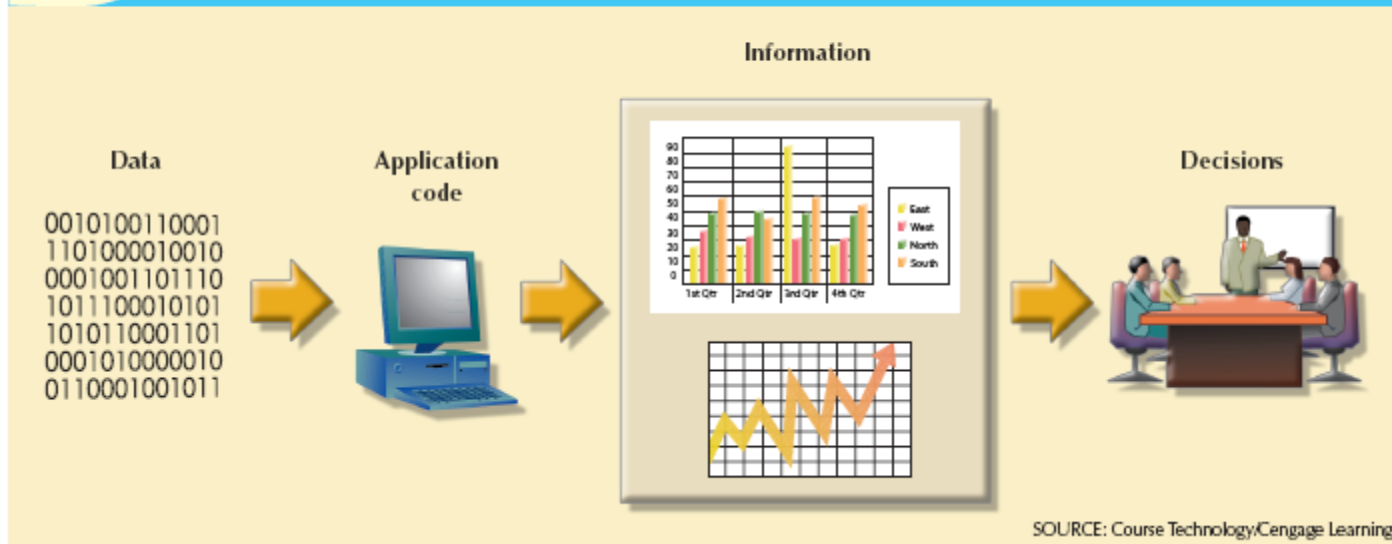 Information
Data
Application
code
Decisions
0010100110001
1101000010010
0001001101110
1011100010101
1010110001101
0001010000010
0110001001011
90
80
70
60
50
40
30
20
10
0
1st Qtr 2nd Qtr 3rd Qtr 4th Qtr
East
West
North
South
SOURCE: Course Technology/Cengage Learning